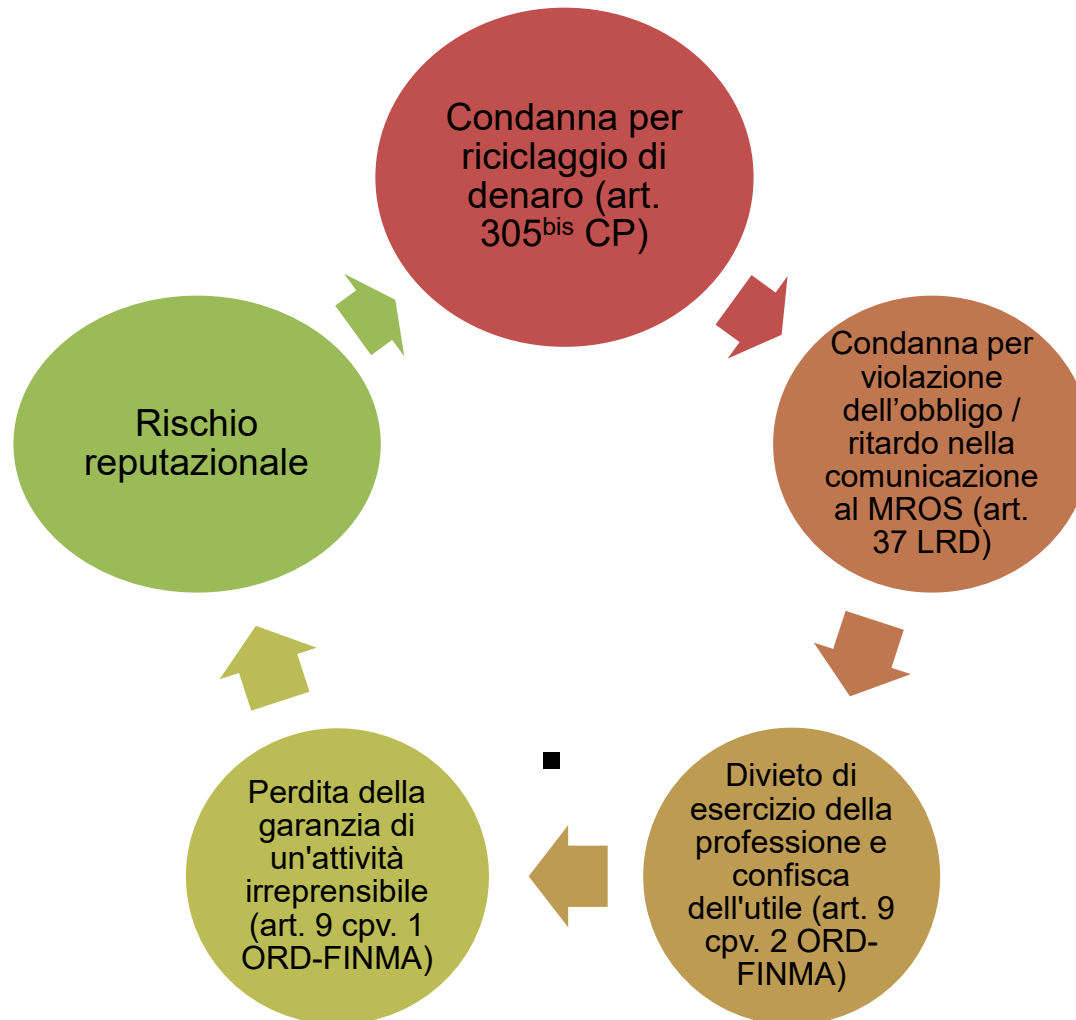 Condanna per
riciclaggio di
denaro (art.
305bis CP)
Condanna per
violazione
dell’obbligo /
ritardo nella
comunicazione
al MROS (art.
37 LRD)
Divieto di
esercizio della
professione e
confisca
dell'utile (art. 9
cpv. 2 ORD-
FINMA)
Perdita della
garanzia di
un'attività
irreprensibile
(art. 9 cpv. 1
ORD-FINMA)
Rischio
reputazionale